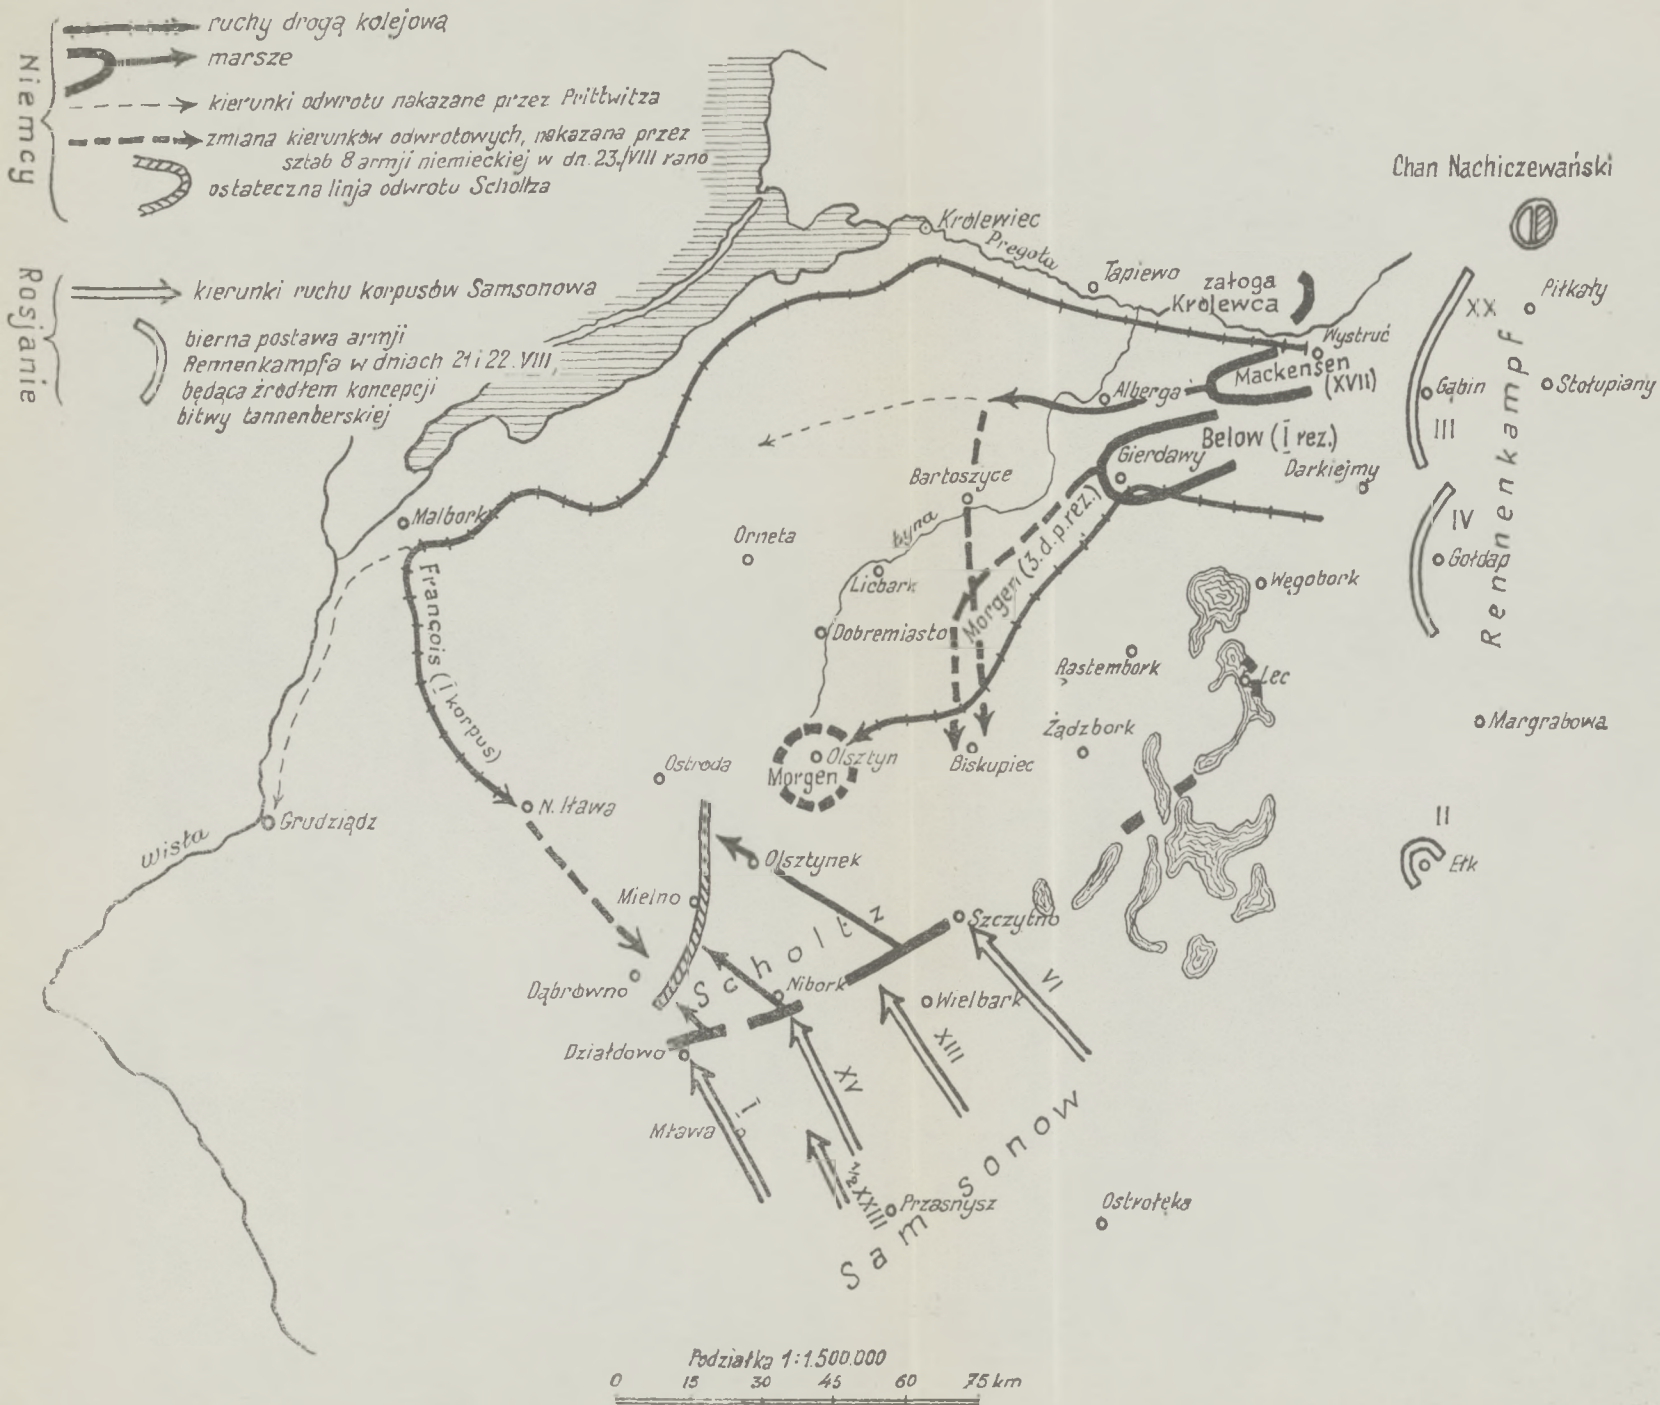 Niemcy
ruchy drogą kolejową
marsze
kierunki odwrotu nakazane przez Prittwitza
zmiana kierunków odwrotowych, nakazana przez
sztab 8 armji niemieckiej w dn. 23./VIII rano
ostateczna linja odwrotu Scholtza
Rosjanie
kierunki ruchu korpusów Samsonowa
bierna postawa armji
Rennenkampfa w dniach 21 i 22. VIII,
będąca źródłem koncepcji
bitwy tannenberskiej
Chan Nachiczewański
Królewiec
Pregoła
Tapiewo
załoga
Królewca
XX
Piłkały
Wystruć
Mackensen
(XVII)
Alberga
Gąbin
Stołupiany
III
Rennenkampf
Below (I rez.)
Gierdawy
Darkiejmy
Bartoszyce
Malbork
Łyna
Morgen (3.d.p.rez.)
IV
Gołdap
Orneta
Licbark
Węgobork
François (I korpus)
Dobremiasto
Rastembork
Lec
Margrabowa
Żądzbork
Ostroda
Olsztyn
Morgen
Biskupiec
N. Iława
Grudziądz
Wisła
II
Ełk
Olsztynek
Mielno
Szczytno
Scholtz
Dąbrówno
Nibork
Wielbark
VI
XIII
Działdowo
XV
I
Mława
½ XXIII
Przasnysz
Samsonow
Ostrołęka
Podziałka 1:1.500.000
0 15 30 45 60 75 km